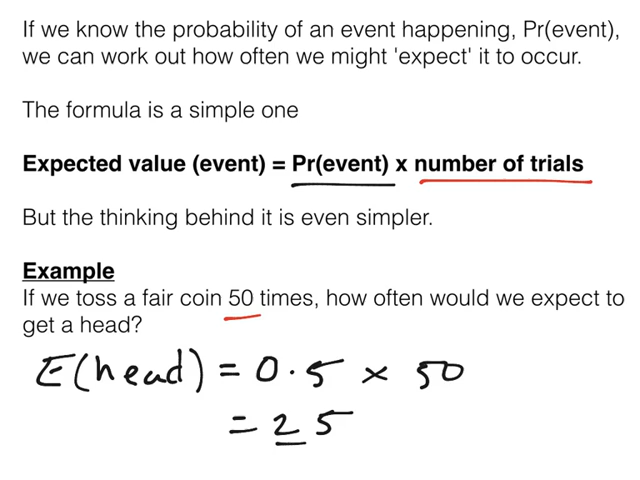 If we know the probability of an event happening, Pr(event),
we can work out how often we might 'expect' it to occur.
The formula is a simple one
Expected value (event) = Pr(event) x number of trials
But the thinking behind it is even simpler.
Example
If we toss a fair coin 50 times, how often would we expect to
get a head?
E(head) = 0.5 × 50
= 25